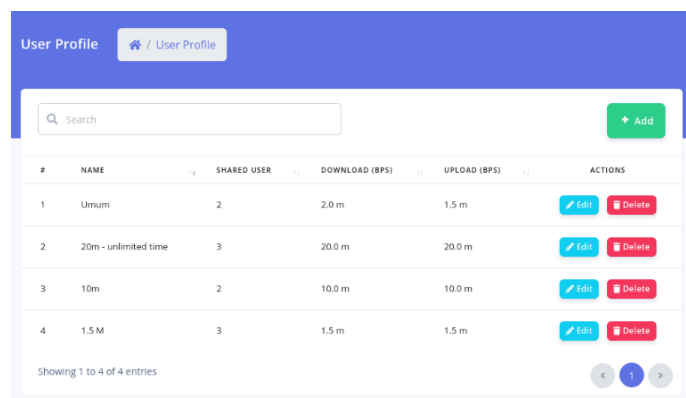 User Profile / User Profile
Search
+ Add
# NAME SHARED USER DOWNLOAD (BPS) UPLOAD (BPS) ACTIONS
1 Umum 2 2.0 m 1.5 m Edit Delete
2 20m - unlimited time 3 20.0 m 20.0 m Edit Delete
3 10m 2 10.0 m 10.0 m Edit Delete
4 1.5 M 3 1.5 m 1.5 m Edit Delete
Showing 1 to 4 of 4 entries < 1 >